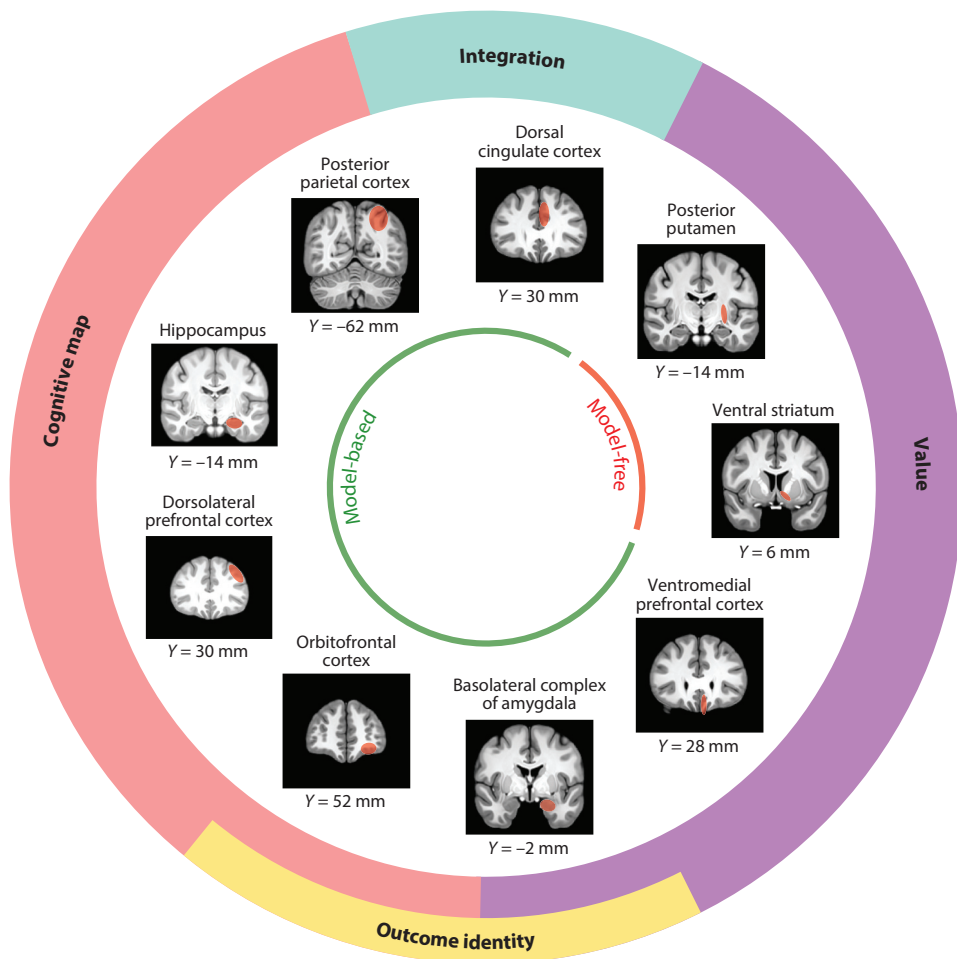 Integration
Dorsal
cingulate cortex
Y = 30 mm
Posterior
parietal cortex
Y = –62 mm
Posterior
putamen
Y = –14 mm
Cognitive map
Hippocampus
Y = –14 mm
Model-based
Model-free
Ventral striatum
Y = 6 mm
Value
Dorsolateral
prefrontal cortex
Y = 30 mm
Ventromedial
prefrontal cortex
Y = 28 mm
Orbitofrontal
cortex
Y = 52 mm
Basolateral complex
of amygdala
Y = –2 mm
Outcome identity